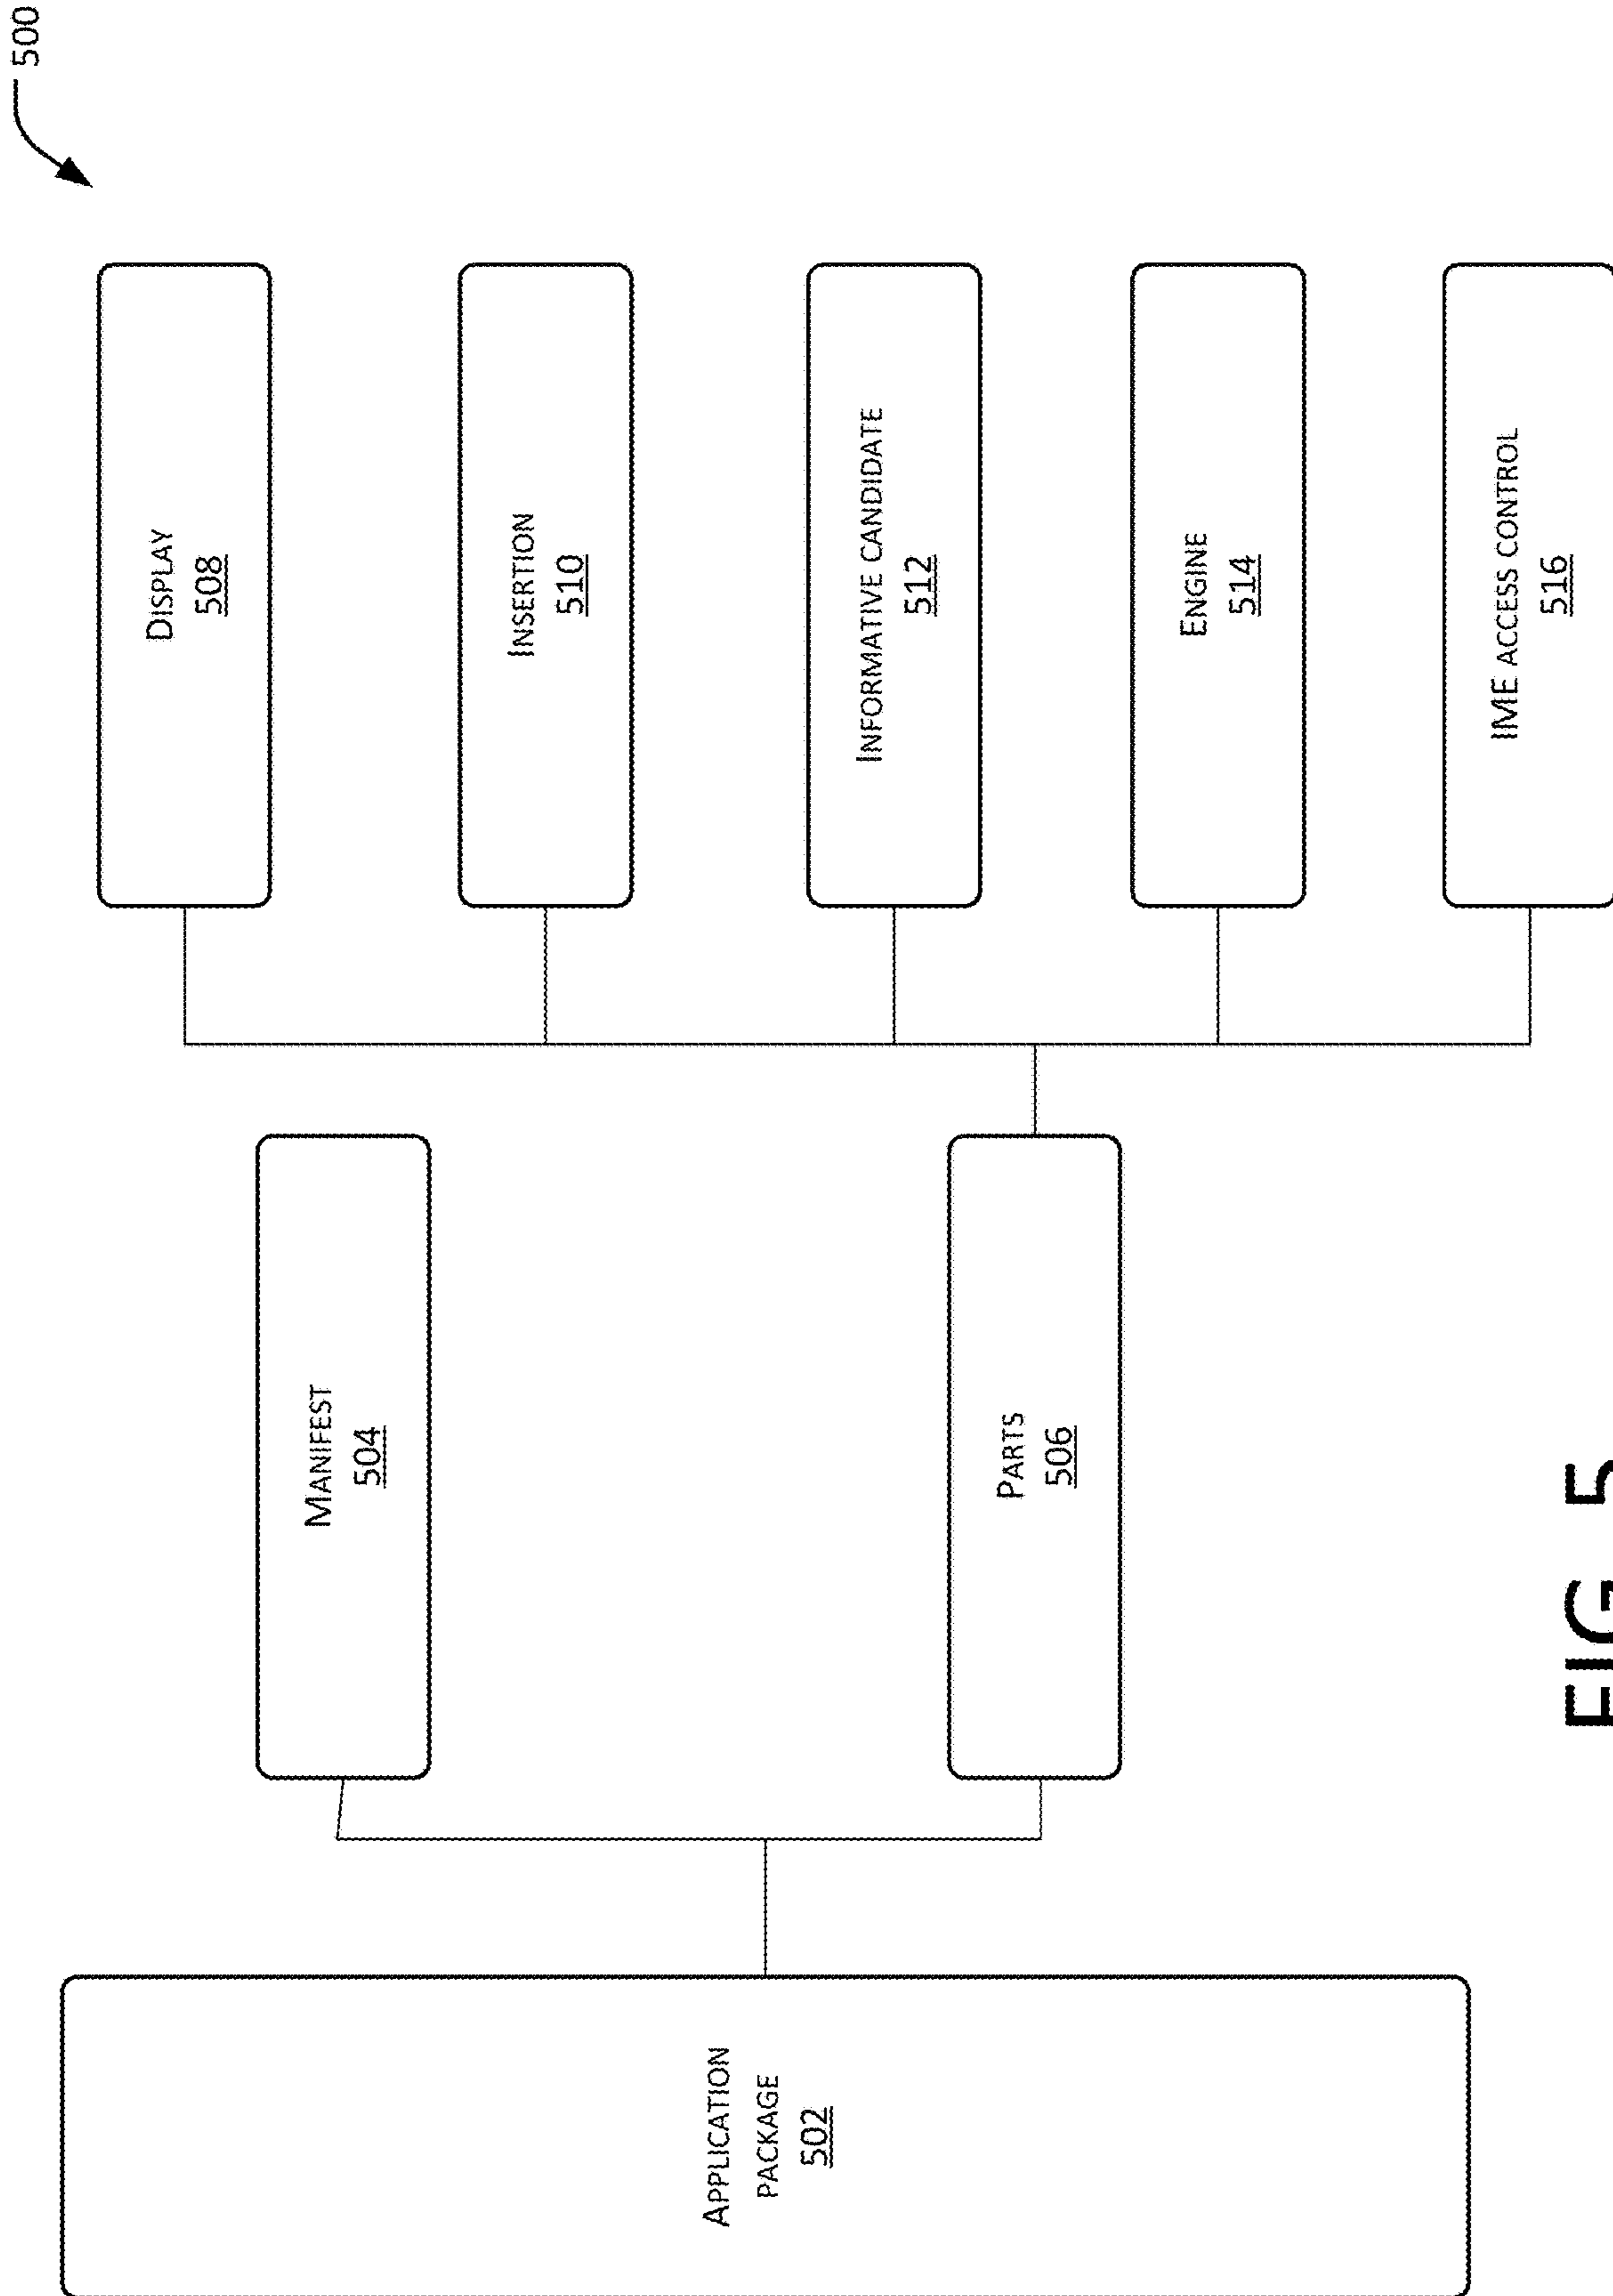 500
APPLICATION
PACKAGE
502
MANIFEST
504
PARTS
506
DISPLAY
508
INSERTION
510
INFORMATIVE CANDIDATE
512
ENGINE
514
IME ACCESS CONTROL
516
FIG. 5